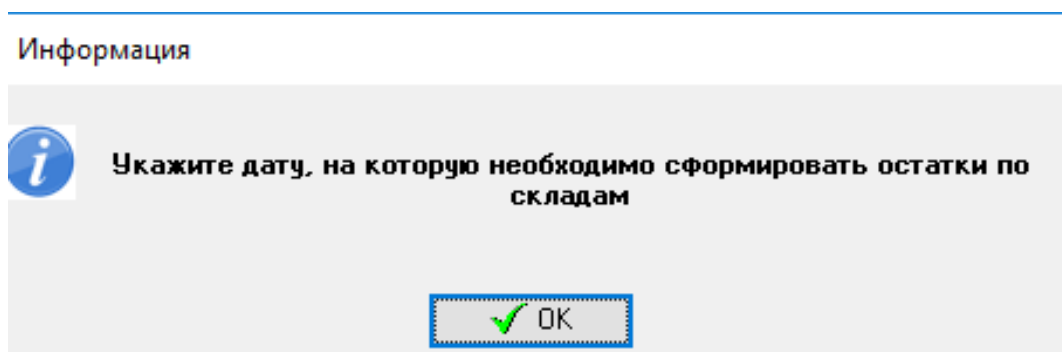 Информация
Укажите дату, на которую необходимо сформировать остатки по
складам
OK